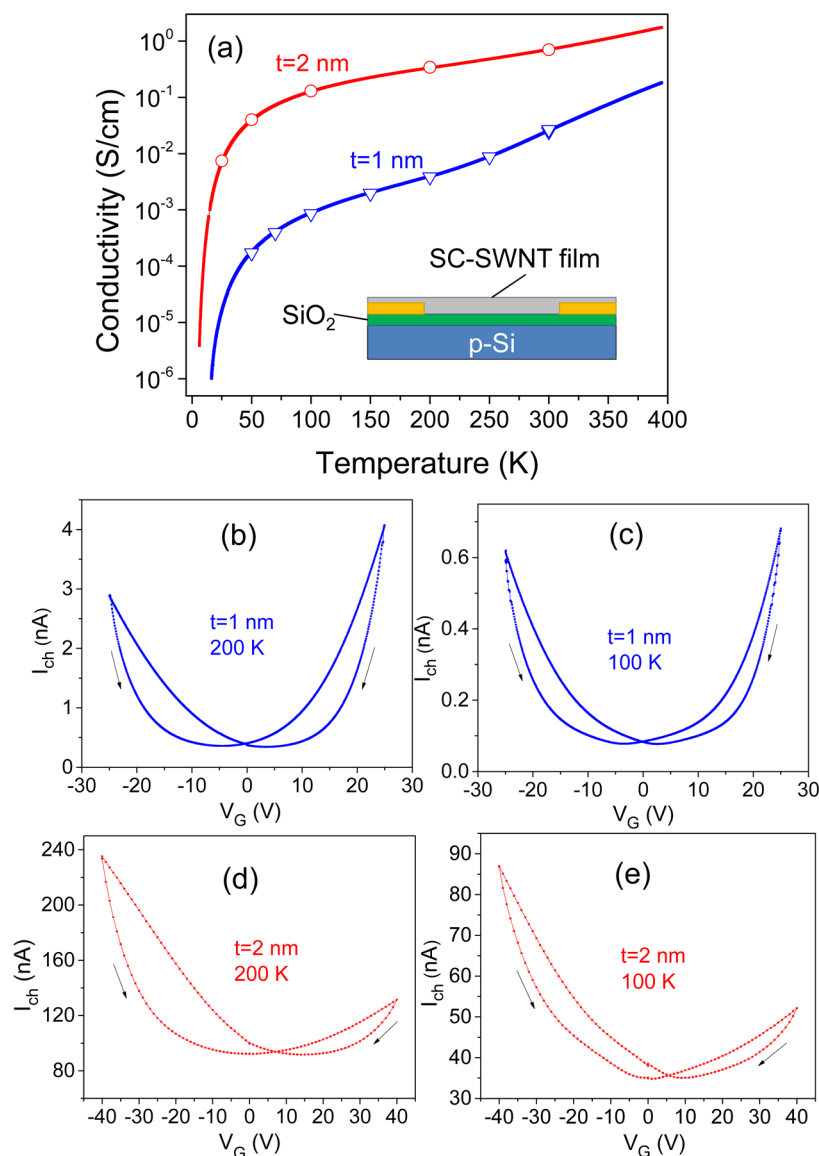 (a)
t=2 nm
t=1 nm
SC-SWNT film
SiO₂
p-Si
10⁰
10⁻¹
10⁻²
10⁻³
10⁻⁴
10⁻⁵
10⁻⁶
Conductivity (S/cm)
0 50 100 150 200 250 300 350 400
Temperature (K)
(b)
t=1 nm
200 K
4
3
2
1
0
I_ch (nA)
-30 -20 -10 0 10 20 30
V_G (V)
(c)
t=1 nm
100 K
0.6
0.4
0.2
0.0
I_ch (nA)
-30 -20 -10 0 10 20 30
V_G (V)
(d)
t=2 nm
200 K
240
200
160
120
80
I_ch (nA)
-40 -30 -20 -10 0 10 20 30 40
V_G (V)
(e)
t=2 nm
100 K
90
80
70
60
50
40
30
I_ch (nA)
-40 -30 -20 -10 0 10 20 30 40
V_G (V)